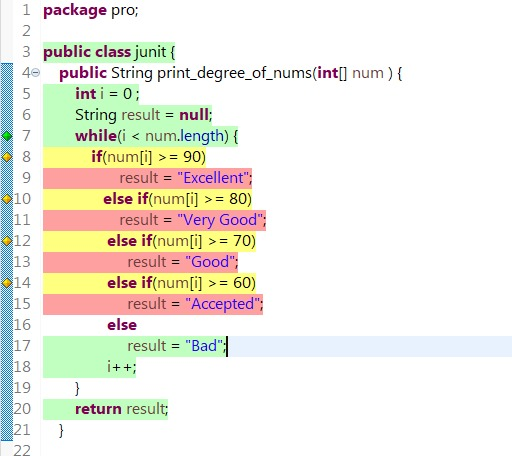 1 package pro;
2
3 public class junit {
4 public String print_degree_of_nums(int[] num ) {
5 int i = 0 ;
6 String result = null;
7 while(i < num.length) {
8 if(num[i] >= 90)
9 result = "Excellent";
10 else if(num[i] >= 80)
11 result = "Very Good";
12 else if(num[i] >= 70)
13 result = "Good";
14 else if(num[i] >= 60)
15 result = "Accepted";
16 else
17 result = "Bad";
18 i++;
19 }
20 return result;
21 }
22